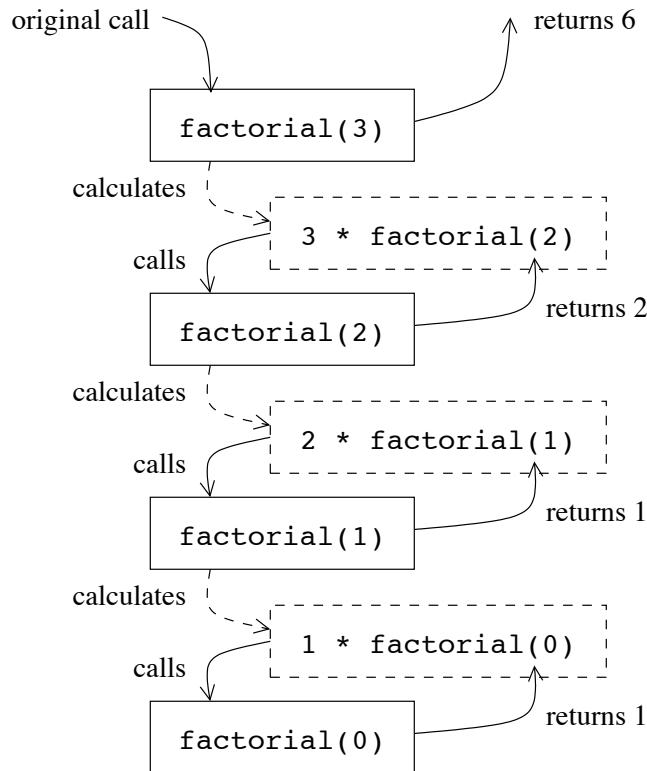 original call
returns 6
factorial(3)
calculates
3 * factorial(2)
calls
returns 2
factorial(2)
calculates
2 * factorial(1)
calls
returns 1
factorial(1)
calculates
1 * factorial(0)
calls
returns 1
factorial(0)